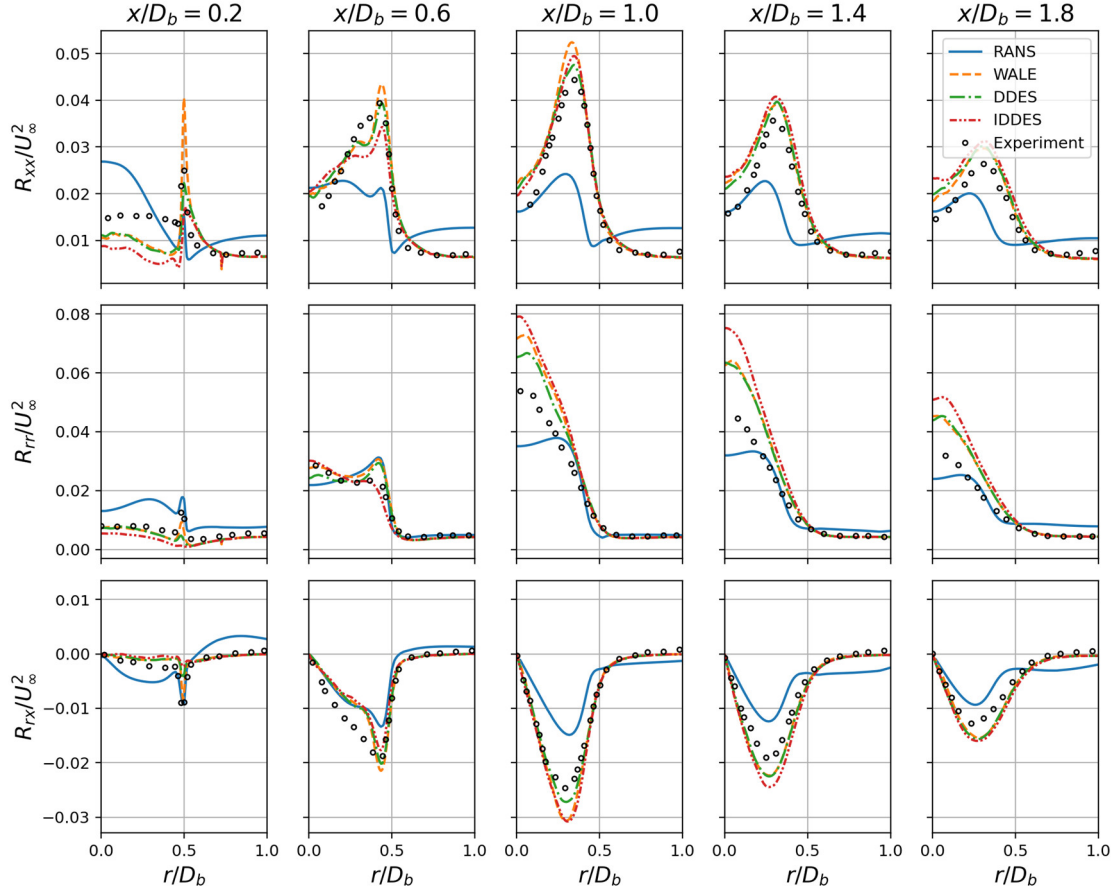 x/D_b = 0.2 x/D_b = 0.6 x/D_b = 1.0 x/D_b = 1.4 x/D_b = 1.8
R_xx/U_∞^2
0.05
0.04
0.03
0.02
0.01
RANS
WALE
DDES
IDDES
Experiment
R_rr/U_∞^2
0.08
0.06
0.04
0.02
0.00
R_rx/U_∞^2
0.01
0.00
−0.01
−0.02
−0.03
0.0 0.5 1.0 0.0 0.5 1.0 0.0 0.5 1.0 0.0 0.5 1.0 0.0 0.5 1.0
r/D_b r/D_b r/D_b r/D_b r/D_b